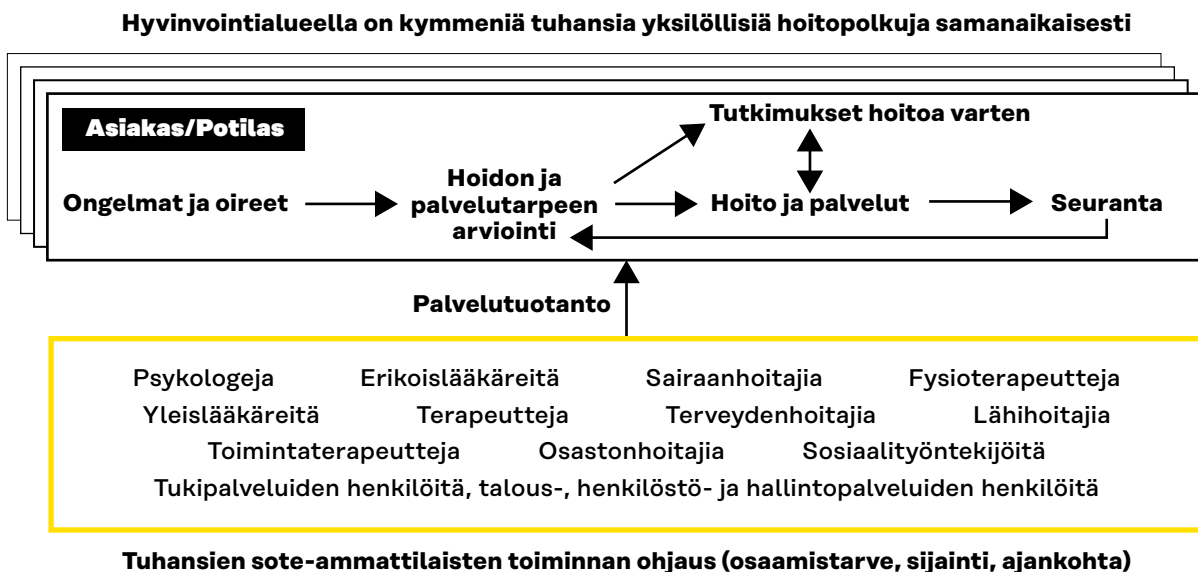 Hyvinvointialueella on kymmeniä tuhansia yksilöllisiä hoitopolkuja samanaikaisesti
Asiakas/Potilas
Tutkimukset hoitoa varten
Ongelmat ja oireet
Hoidon ja
palvelutarpeen
arviointi
Hoito ja palvelut
Seuranta
Palvelutuotanto
Psykologeja Erikoislääkäreitä Sairaanhoitajia Fysioterapeutteja
Yleislääkäreitä Terapeutteja Terveydenhoitajia Lähihoitajia
Toimintaterapeutteja Osastonhoitajia Sosiaalityöntekijöitä
Tukipalveluiden henkilöitä, talous-, henkilöstö- ja hallintopalveluiden henkilöitä
Tuhansien sote-ammattilaisten toiminnan ohjaus (osaamistarve, sijainti, ajankohta)